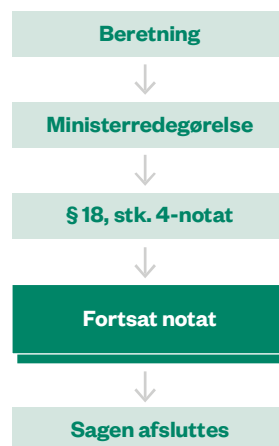 Beretning
Ministerredegørelse
§ 18, stk. 4-notat
Fortsat notat
Sagen afsluttes